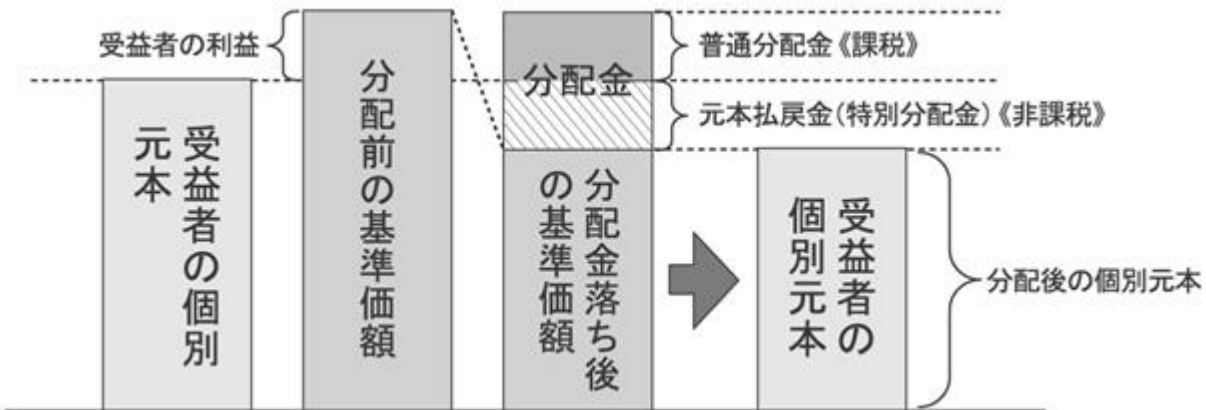 受益者の利益
受益者の個別
元本
分配前の基準価額
分配金
分配金落ち後
の基準価額
普通分配金《課税》
元本払戻金(特別分配金)《非課税》
受益者の
個別元本
分配後の個別元本